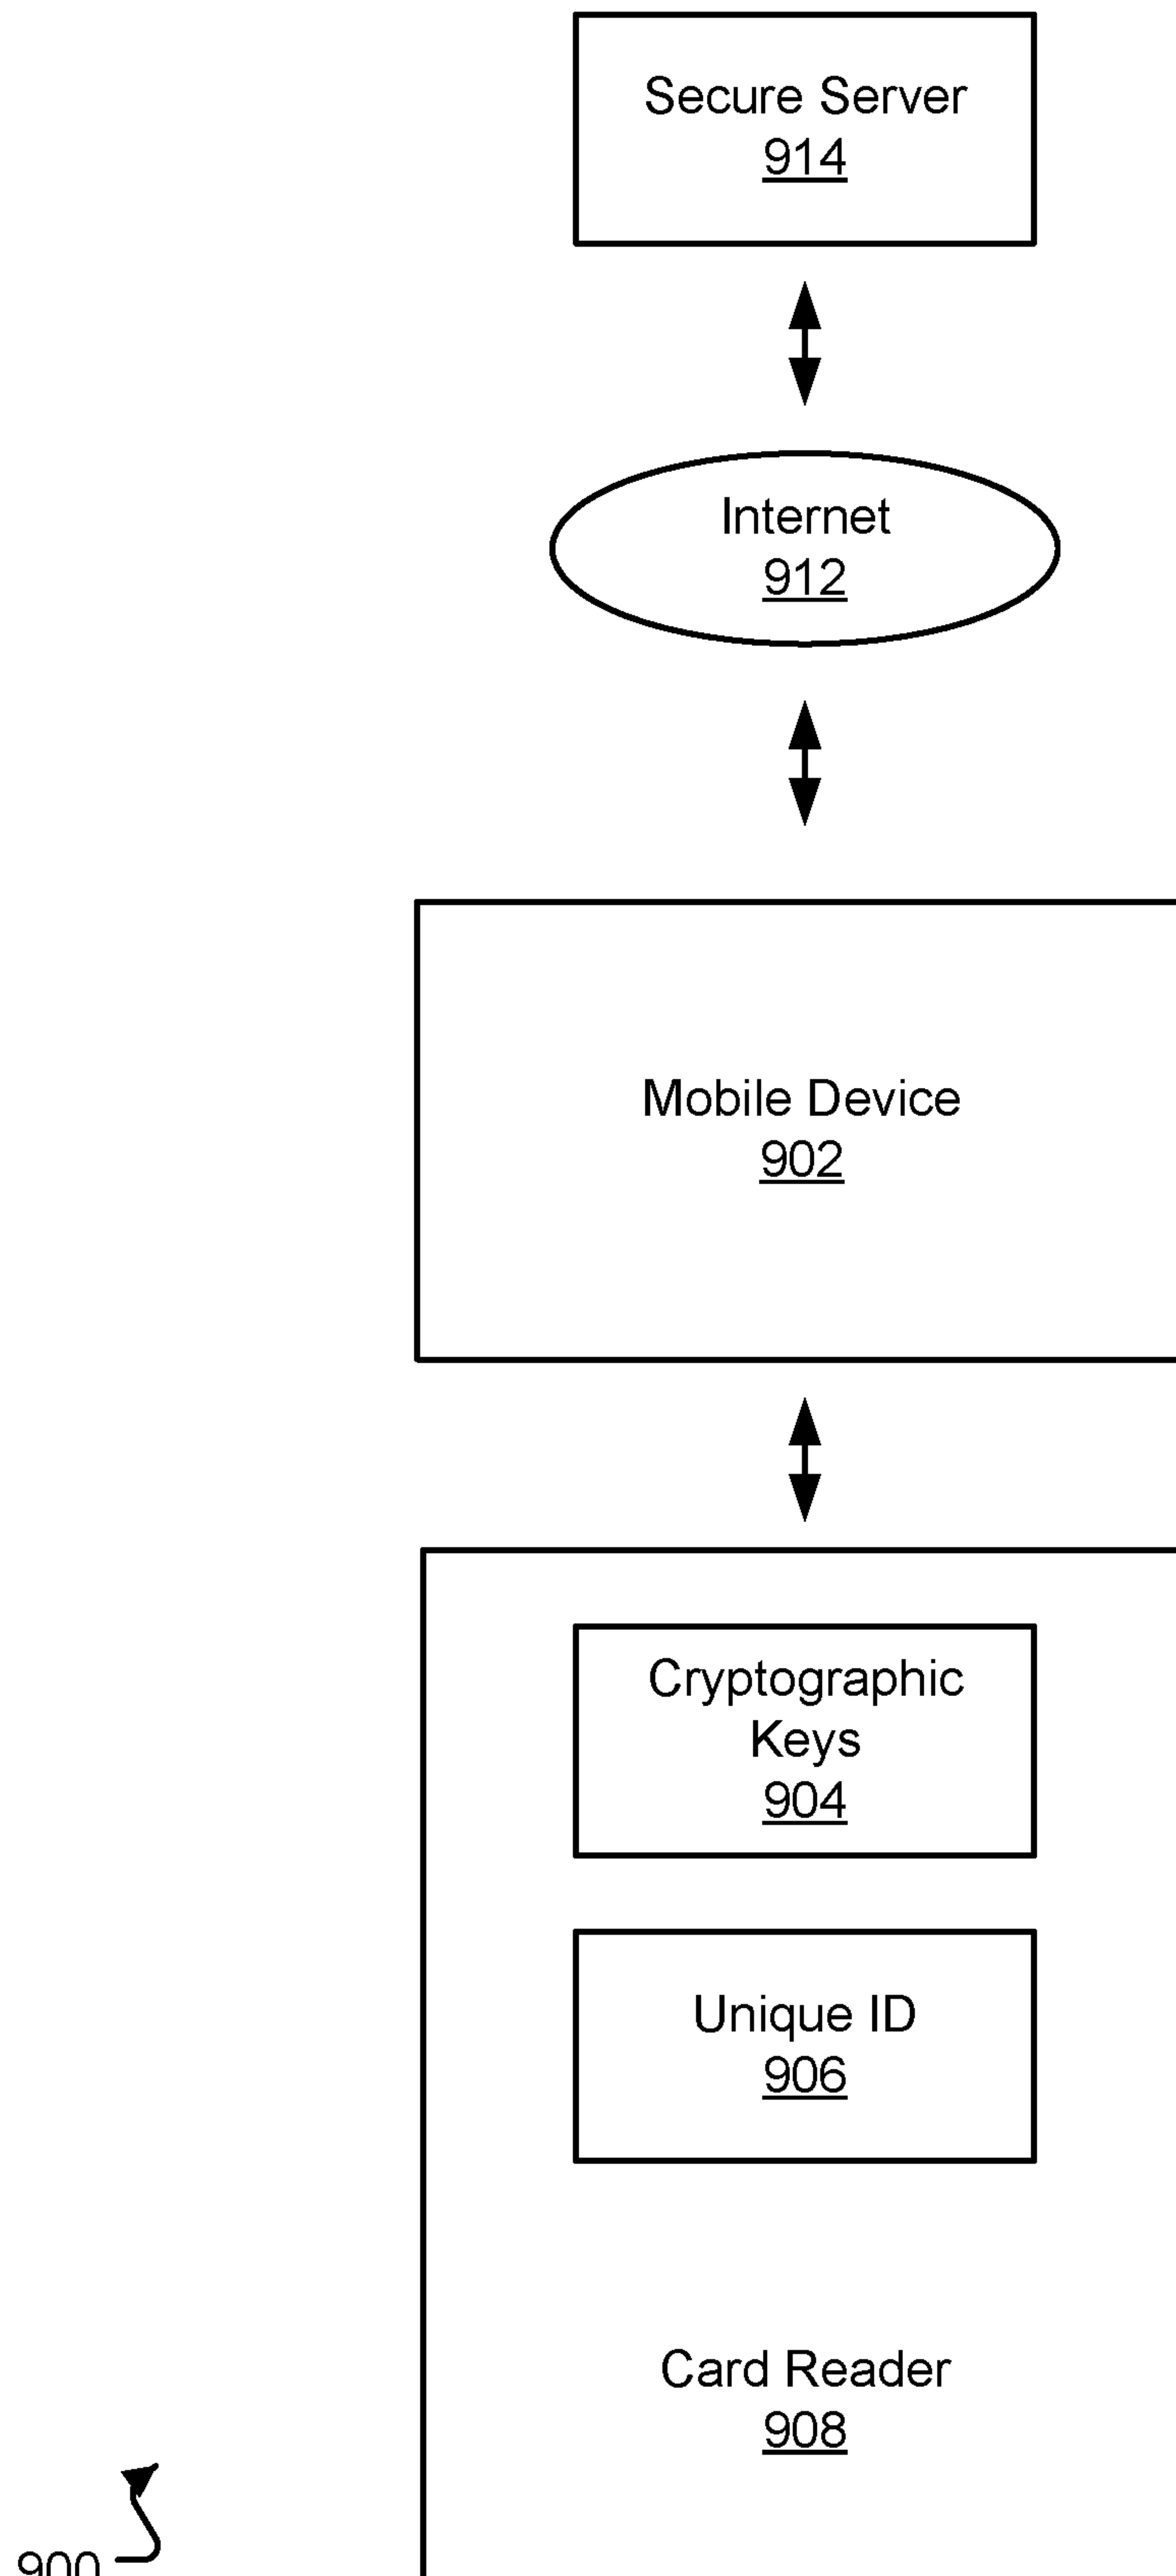 Secure Server
914
Internet
912
Mobile Device
902
Cryptographic
Keys
904
Unique ID
906
Card Reader
908
900